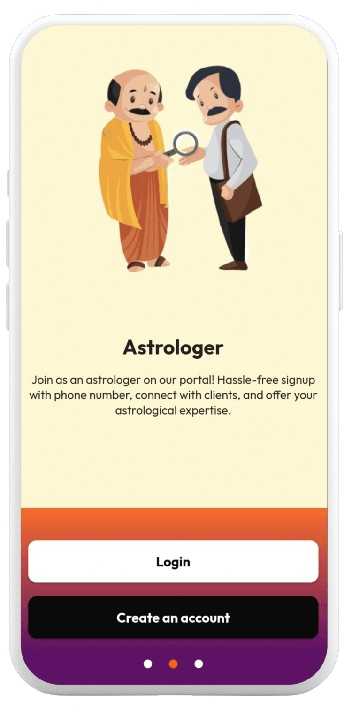 Astrologer
Join as an astrologer on our portal! Hassle-free signup
with phone number, connect with clients, and offer your
astrological expertise.
Login
Create an account